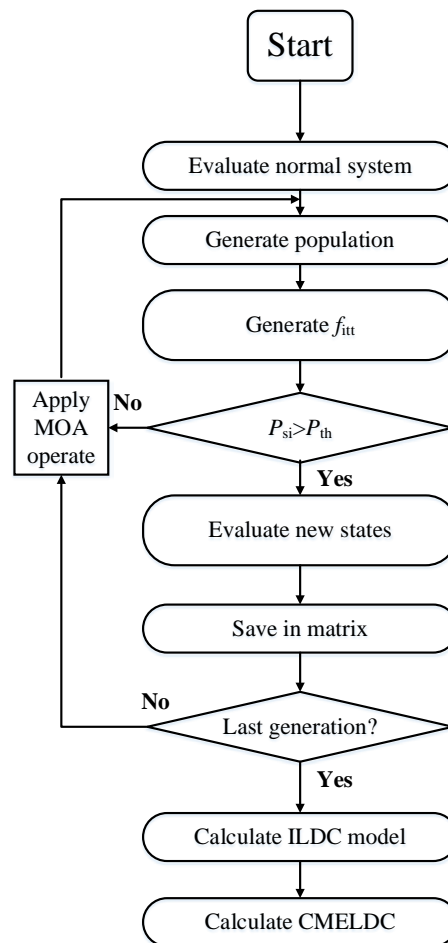 Start
Evaluate normal system
Generate population
Generate fitt
Apply
MOA
operate
No
Psi>Pth
Yes
Evaluate new states
Save in matrix
No
Last generation?
Yes
Calculate ILDC model
Calculate CMELDC